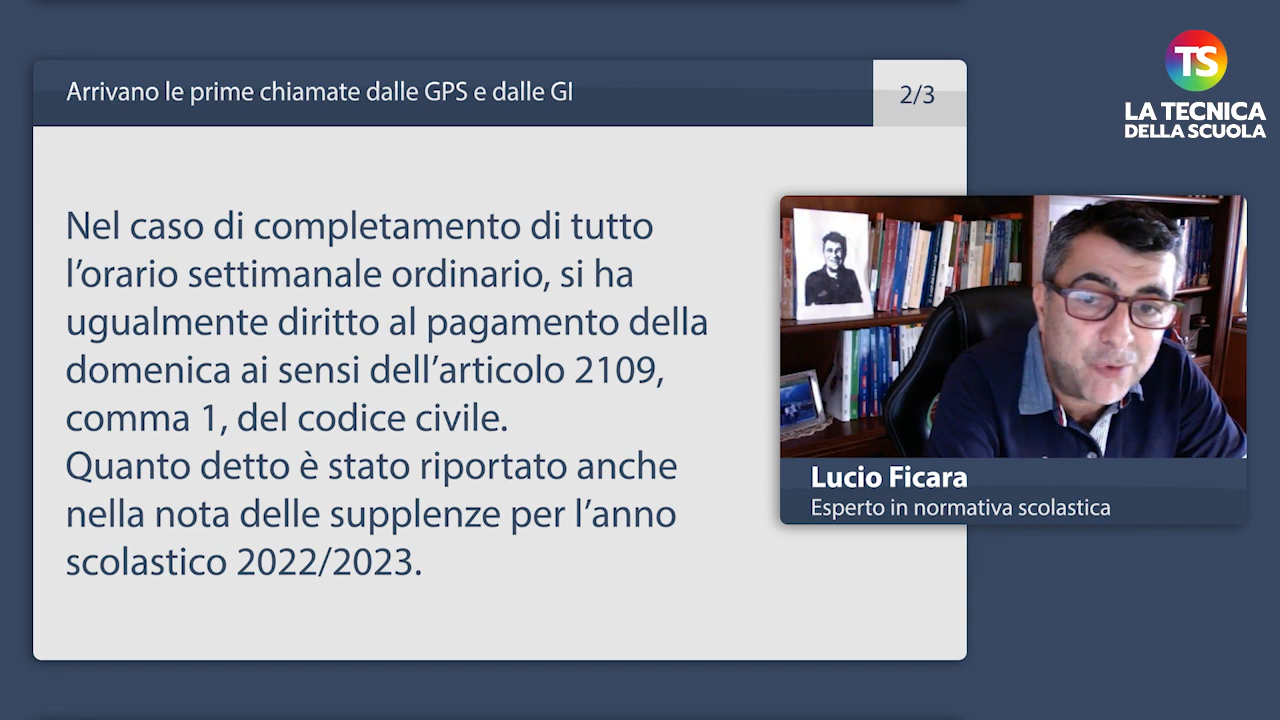 Arrivano le prime chiamate dalle GPS e dalle GI
2/3
TS
LA TECNICA
DELLA SCUOLA
Nel caso di completamento di tutto
l’orario settimanale ordinario, si ha
ugualmente diritto al pagamento della
domenica ai sensi dell’articolo 2109,
comma 1, del codice civile.
Quanto detto è stato riportato anche
nella nota delle supplenze per l’anno
scolastico 2022/2023.
Lucio Ficara
Esperto in normativa scolastica